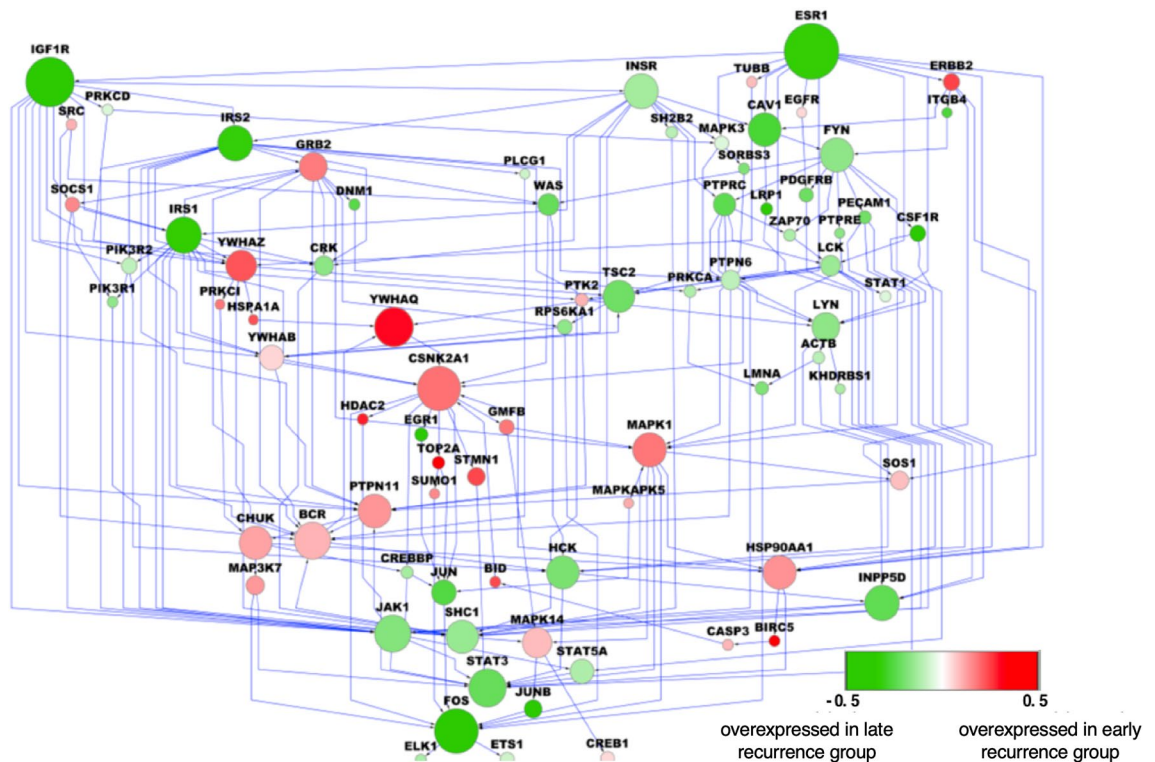 ESR1
IGF1R
INSR
TUBB
ERBB2
PRKCD
SRC
CAV1
EGFR
ITGB4
IRS2
SH2B2
MAPK3
FYN
GRB2
SORBS3
PLCG1
SOCS1
DNM1
WAS
PTPRC
LRP1
PDGFRB
PECAM1
IRS1
ZAP70
PTPRE
CSF1R
PIK3R2
YWHAZ
CRK
LCK
PTPN6
TSC2
PRKCA
STAT1
PIK3R1
PRKCI
PTK2
HSPA1A
YWHAQ
RPS6KA1
LYN
YWHAB
ACTB
CSNK2A1
LMNA
KHDRBS1
HDAC2
GMFB
EGR1
MAPK1
TOP2A
STMN1
SOS1
SUMO1
PTPN11
MAPKAPK5
CHUK
BCR
HCK
HSP90AA1
CREBBP
MAP3K7
JUN
BID
INPP5D
JAK1
SHC1
MAPK14
CASP3
BIRC5
STAT5A
STAT3
FOS
JUNB
-0.5
0.5
ELK1
ETS1
CREB1
overexpressed in late
recurrence group
overexpressed in early
recurrence group